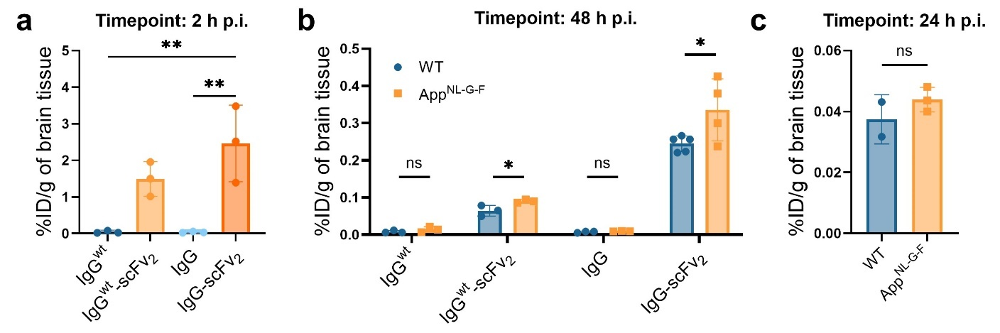 a
Timepoint: 2 h p.i.
%ID/g of brain tissue
5
4
3
2
1
0
**
**
IgGwt
IgGwt-scFv2
IgG
IgG-scFv2
b
Timepoint: 48 h p.i.
%ID/g of brain tissue
0.5
0.4
0.3
0.2
0.1
0.0
WT
AppNL-G-F
ns
*
ns
*
IgGwt
IgGwt-scFv2
IgG
IgG-scFv2
c
Timepoint: 24 h p.i.
%ID/g of brain tissue
0.06
0.04
0.02
0.00
ns
WT
AppNL-G-F